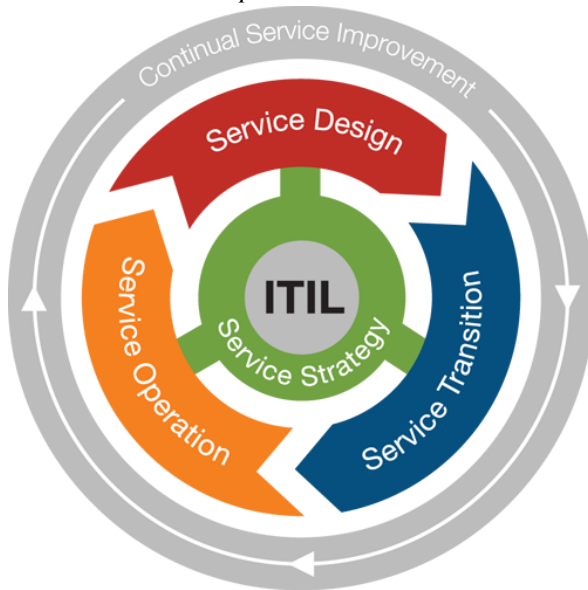 Continual Service Improvement
Service Design
Service Transition
Service Operation
Service Strategy
ITIL